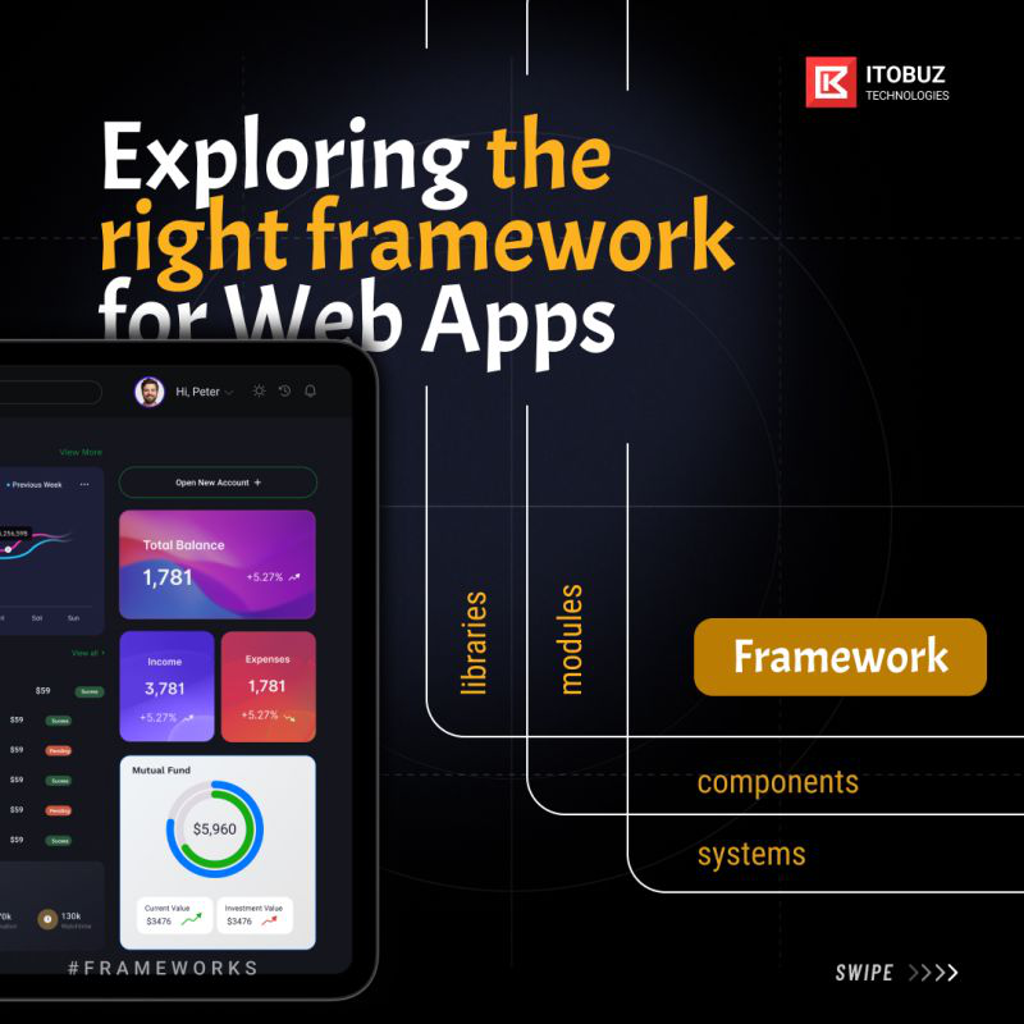 ITOBUZ
TECHNOLOGIES
Exploring the
right framework
for Web Apps
Hi, Peter
View More
Previous Week
Open New Account +
Total Balance
1,781
+5.27%
Sat
Sun
View all >
Income
3,781
+5.27%
Expenses
1,781
+5.27%
$59 Success
$59 Success
$59 Pending
$59 Success
$59 Pending
$59 Success
Mutual Fund
$5,960
Current Value
$3476
Investment Value
$3476
130k
libraries
modules
Framework
components
systems
#FRAMEWORKS
SWIPE >>>>